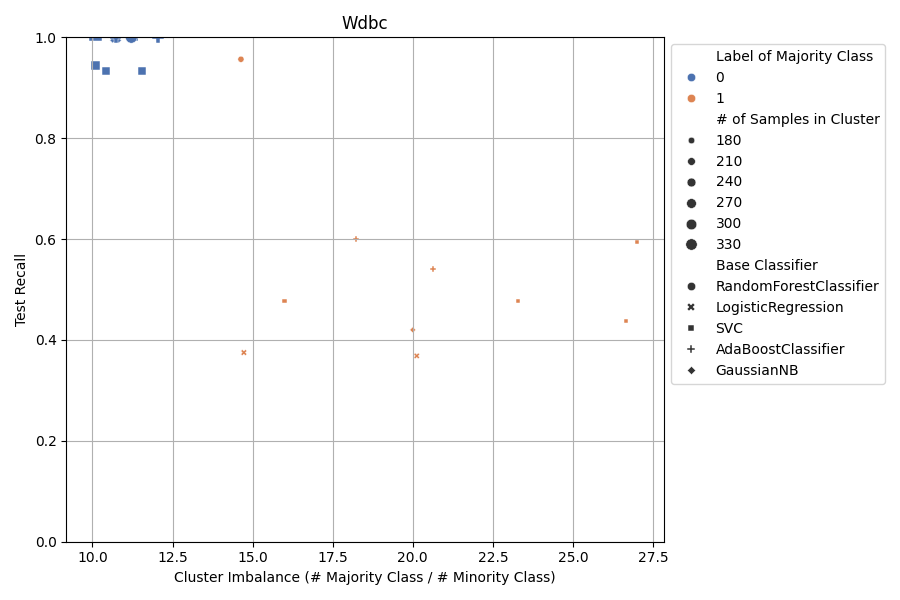 Wdbc
1.0
0.8
0.6
0.4
0.2
0.0
Test Recall
10.0 12.5 15.0 17.5 20.0 22.5 25.0 27.5
Cluster Imbalance (# Majority Class / # Minority Class)
Label of Majority Class
0
1
# of Samples in Cluster
180
210
240
270
300
330
Base Classifier
RandomForestClassifier
LogisticRegression
SVC
AdaBoostClassifier
GaussianNB